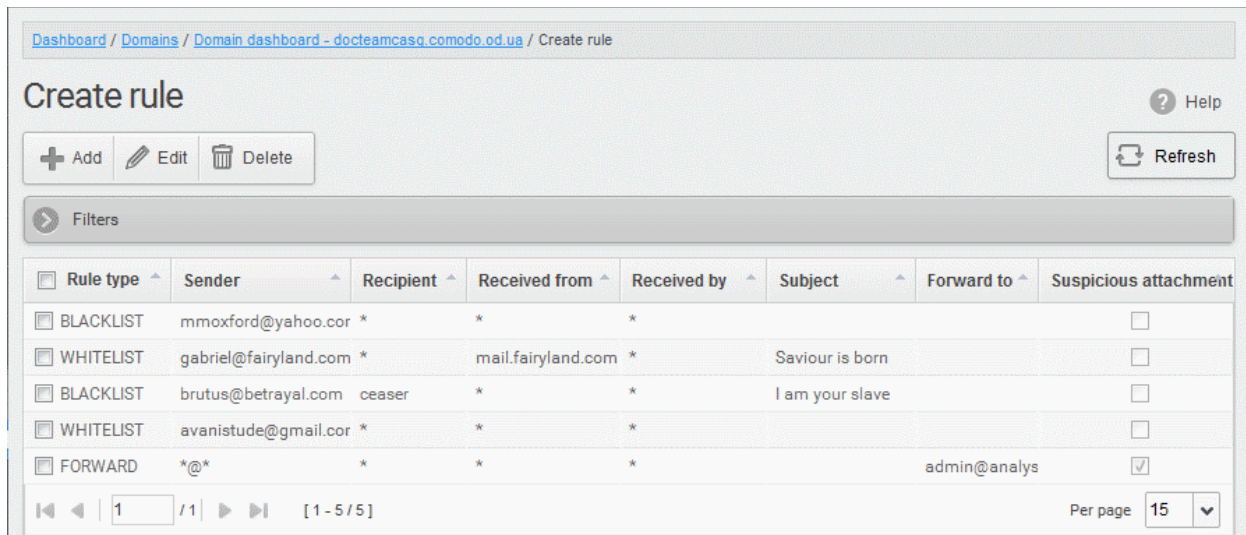 Dashboard / Domains / Domain dashboard - docteamcasg.comodo.od.ua / Create rule
Create rule
? Help
Add Edit Delete
Refresh
Filters
Rule type Sender Recipient Received from Received by Subject Forward to Suspicious attachment
BLACKLIST mmoxford@yahoo.cor * * *
WHITELIST gabriel@fairyland.com * mail.fairyland.com * Saviour is born
BLACKLIST brutus@betrayal.com ceaser * * I am your slave
WHITELIST avanistude@gmail.cor * * *
FORWARD *@* * * * admin@analys
1 / 1 [ 1 - 5 / 5 ] Per page 15